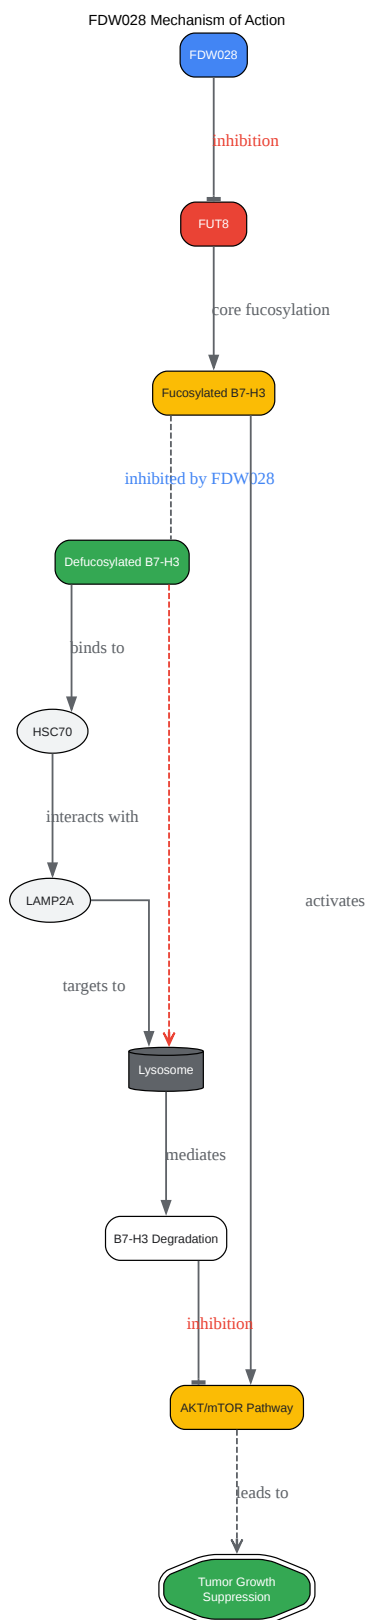 FDW028 Mechanism of Action
FDW028
inhibition
FUT8
core fucosylation
Fucosylated B7-H3
inhibited by FDW028
Defucosylated B7-H3
binds to
HSC70
interacts with
LAMP2A
activates
targets to
Lysosome
mediates
B7-H3 Degradation
inhibition
AKT/mTOR Pathway
leads to
Tumor Growth
Suppression